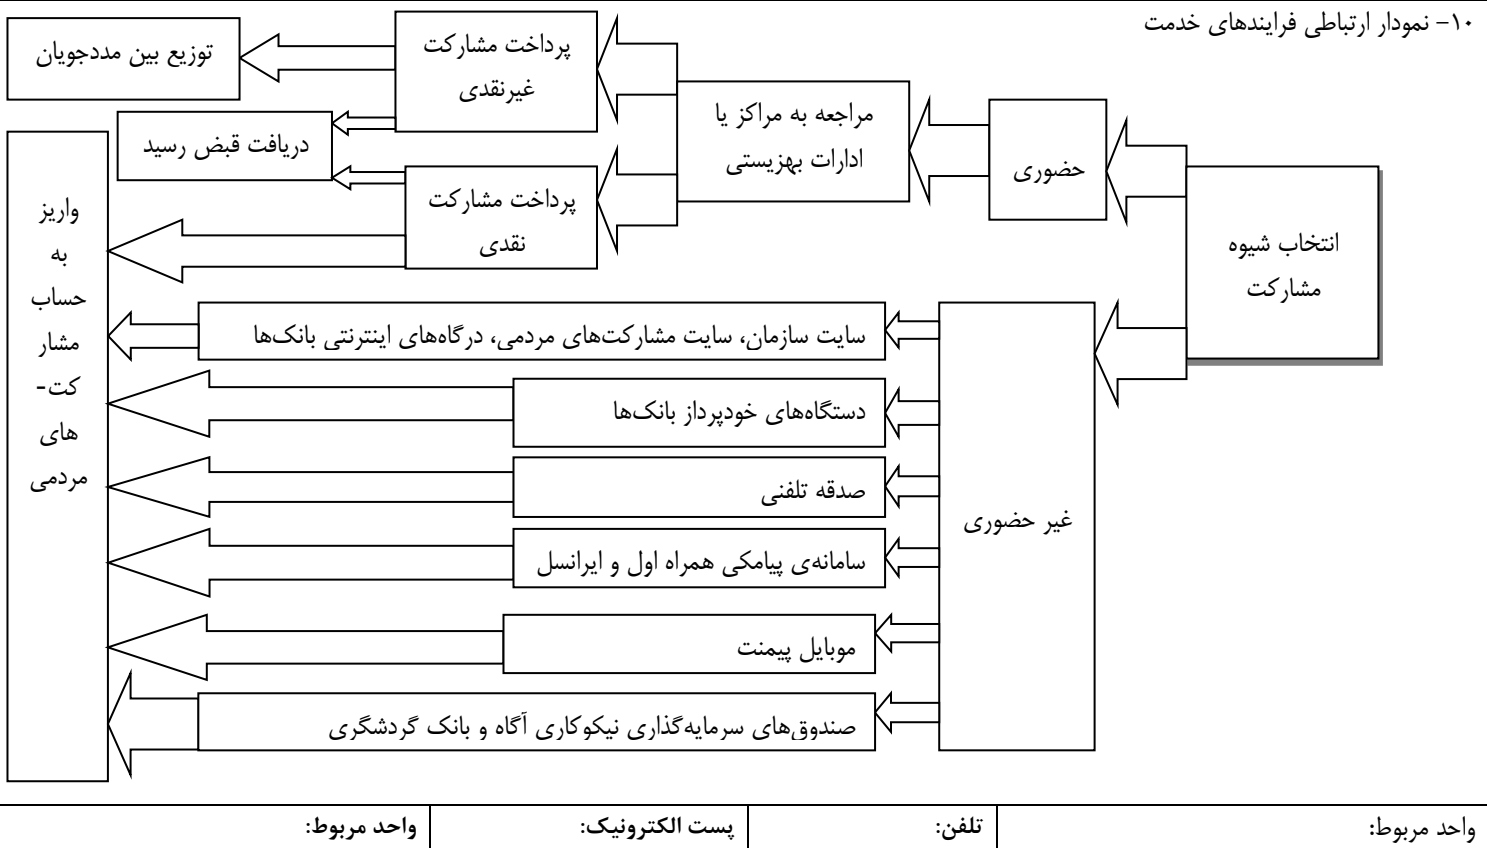 ۱۰- نمودار ارتباطی فرایندهای خدمت
انتخاب شیوه
مشارکت
حضوری
مراجعه به مراکز یا
ادارات بهزیستی
پرداخت مشارکت
غیرنقدی
توزیع بین مددجویان
دریافت قبض رسید
پرداخت مشارکت
نقدی
غیر حضوری
سایت سازمان، سایت مشارکت‌های مردمی، درگاه‌های اینترنتی بانک‌ها
دستگاه‌های خودپرداز بانک‌ها
صدقه تلفنی
سامانه‌ی پیامکی همراه اول و ایرانسل
موبایل پیمنت
صندوق‌های سرمایه‌گذاری نیکوکاری آگاه و بانک گردشگری
واریز
به
حساب
مشار
کت-
های
مردمی
واحد مربوط: تلفن: پست الکترونیک: واحد مربوط: